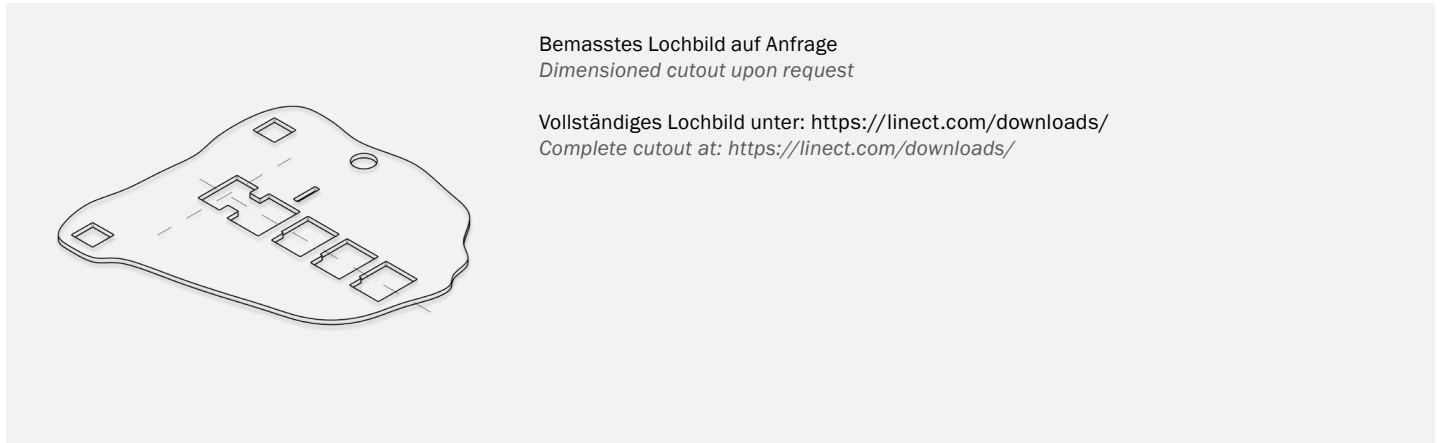 Bemasstes Lochbild auf Anfrage
Dimensioned cutout upon request
Vollständiges Lochbild unter: https://linect.com/downloads/
Complete cutout at: https://linect.com/downloads/